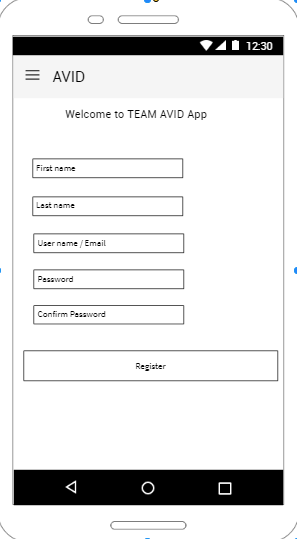 12:30
AVID
Welcome to TEAM AVID App
First name
Last name
User name / Email
Password
Confirm Password
Register